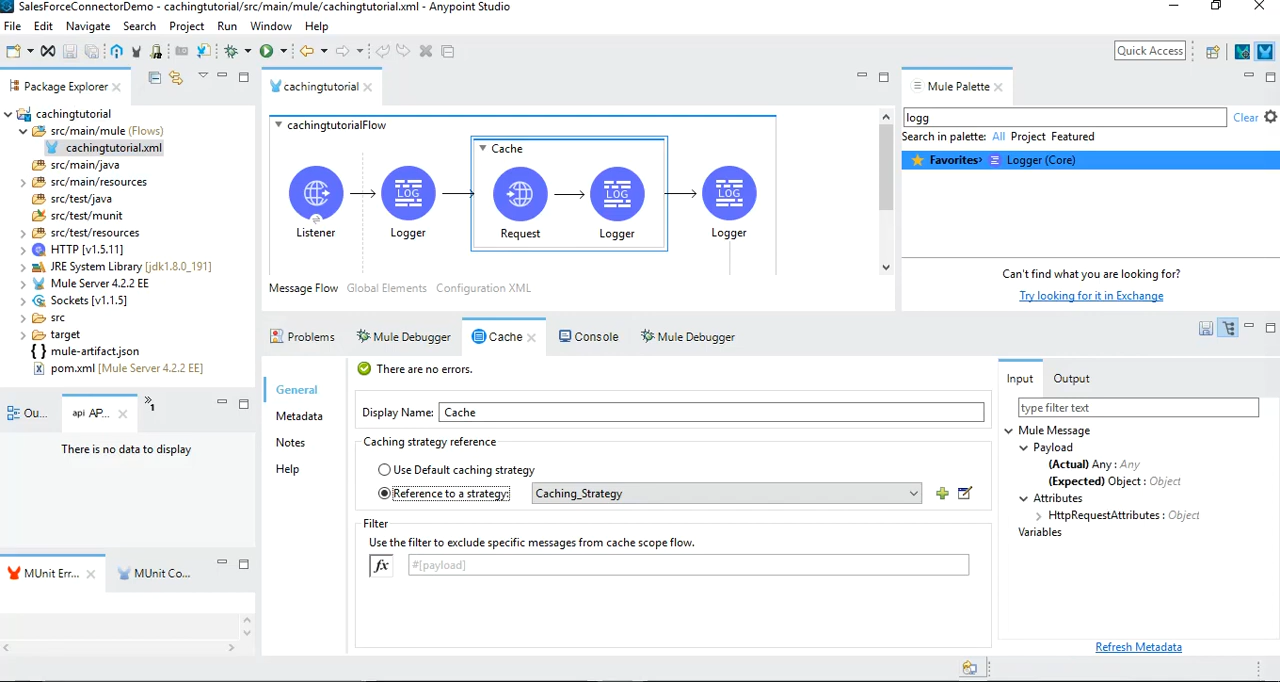 SalesForceConnectorDemo - cachingtutorial/src/main/mule/cachingtutorial.xml - Anypoint Studio
File Edit Navigate Search Project Run Window Help
Quick Access
Package Explorer
cachingtutorial
src/main/mule (Flows)
cachingtutorial.xml
src/main/java
src/main/resources
src/test/java
src/test/munit
src/test/resources
HTTP [v1.5.11]
JRE System Library [jdk1.8.0_191]
Mule Server 4.2.2 EE
Sockets [v1.1.5]
src
target
mule-artifact.json
pom.xml [Mule Server 4.2.2 EE]
cachingtutorial
cachingtutorialFlow
Cache
LOG
LOG
LOG
Listener
Logger
Request
Logger
Logger
Message Flow Global Elements Configuration XML
Mule Palette
logg
Clear
Search in palette: All Project Featured
Favorites Logger (Core)
Can't find what you are looking for?
Try looking for it in Exchange
Ou... api AP... 1
There is no data to display
MUnit Err... MUnit Co...
Problems Mule Debugger Cache Console Mule Debugger
General
Metadata
Notes
Help
There are no errors.
Display Name: Cache
Caching strategy reference
Use Default caching strategy
Reference to a strategy: Caching_Strategy
Filter
Use the filter to exclude specific messages from cache scope flow.
fx #[payload]
Input Output
type filter text
Mule Message
Payload
(Actual) Any : Any
(Expected) Object : Object
Attributes
HttpRequestAttributes : Object
Variables
Refresh Metadata